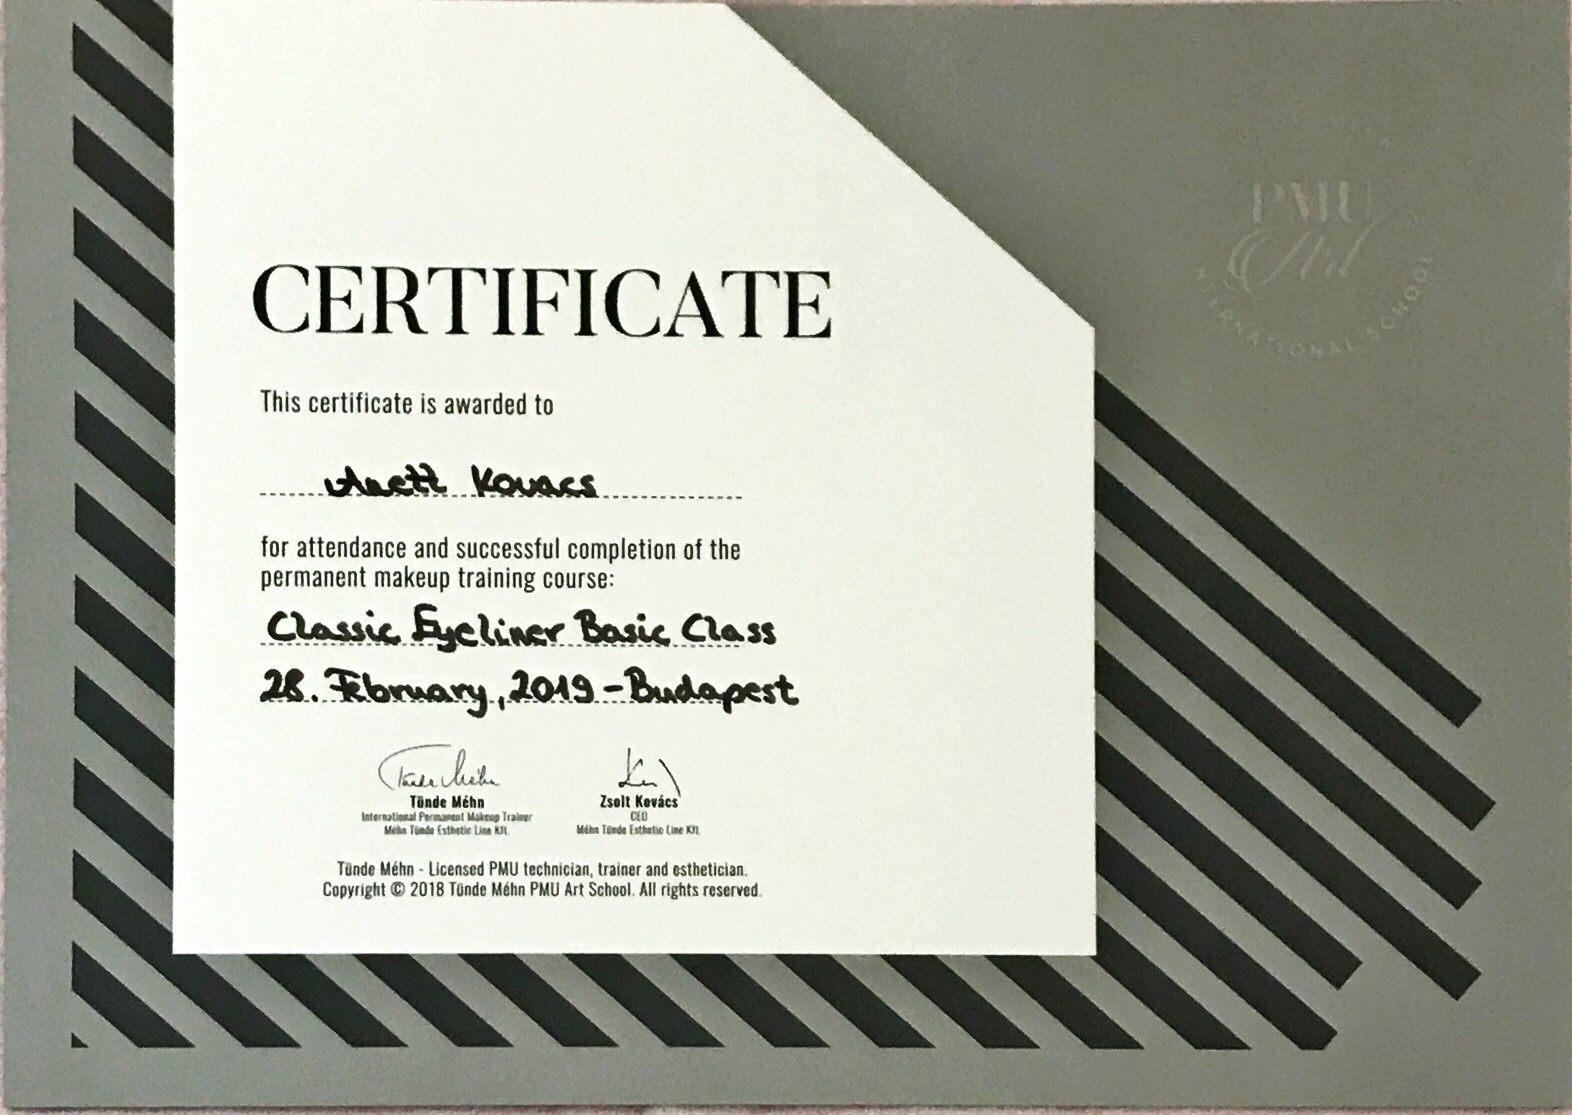 PMU
Art
INTERNATIONAL SCHOOL
CERTIFICATE
This certificate is awarded to
Anett Kovacs
for attendance and successful completion of the
permanent makeup training course:
Classic Eyeliner Basic Class
28. February, 2019 - Budapest
Tünde Méhn
Tünde Méhn
International Permanent Makeup Trainer
Méhn Tünde Esthetic Line Kft.
Zsolt Kovács
CEO
Méhn Tünde Esthetic Line Kft.
Tünde Méhn - Licensed PMU technician, trainer and esthetician.
Copyright © 2018 Tünde Méhn PMU Art School. All rights reserved.